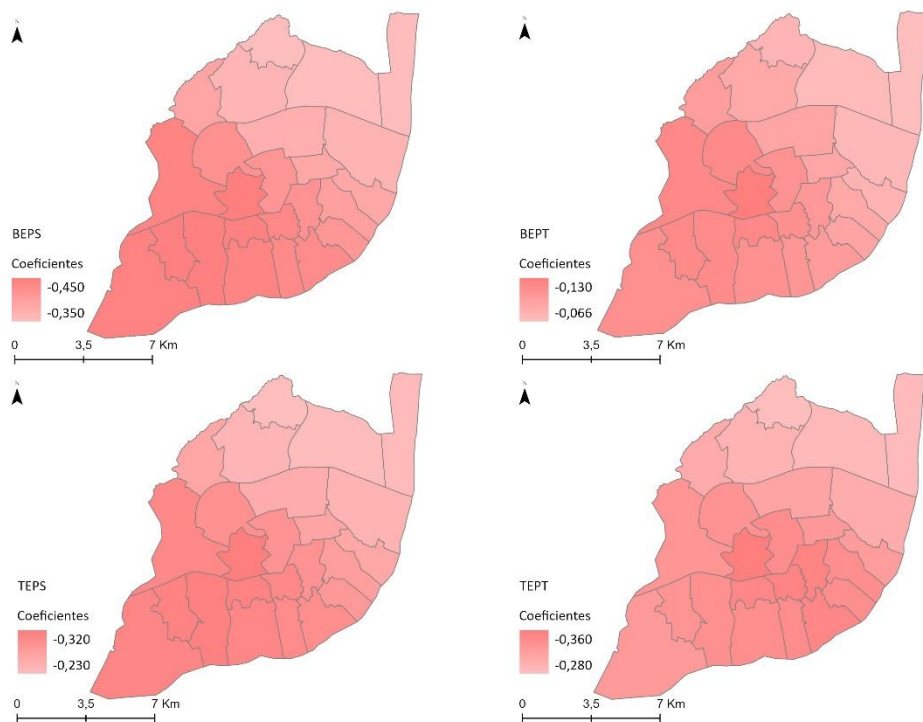 BEPS
Coeficientes
-0,450
-0,350
0 3,5 7 Km
BEPT
Coeficientes
-0,130
-0,066
0 3,5 7 Km
TEPS
Coeficientes
-0,320
-0,230
0 3,5 7 Km
TEPT
Coeficientes
-0,360
-0,280
0 3,5 7 Km